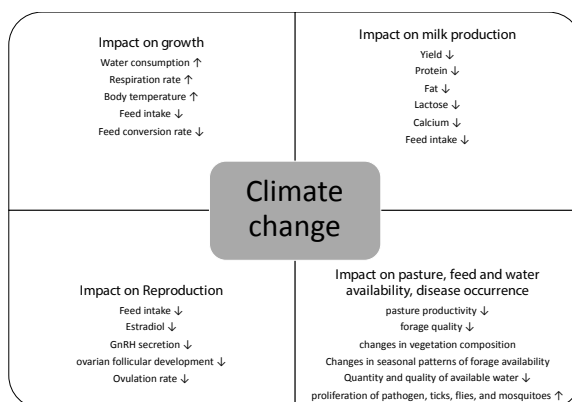 Impact on growth
Water consumption ↑
Respiration rate ↑
Body temperature ↑
Feed intake ↓
Feed conversion rate ↓
Impact on milk production
Yield ↓
Protein ↓
Fat ↓
Lactose ↓
Calcium ↓
Feed intake ↓
Climate
change
Impact on Reproduction
Feed intake ↓
Estradiol ↓
GnRH secretion ↓
ovarian follicular development ↓
Ovulation rate ↓
Impact on pasture, feed and water
availability, disease occurrence
pasture productivity ↓
forage quality ↓
changes in vegetation composition
Changes in seasonal patterns of forage availability
Quantity and quality of available water ↓
proliferation of pathogen, ticks, flies, and mosquitoes ↑